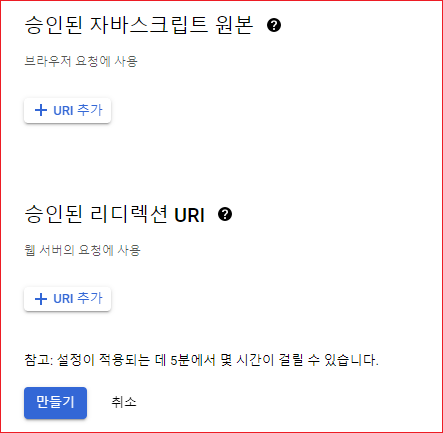 승인된 자바스크립트 원본
브라우저 요청에 사용
+ URI 추가
승인된 리디렉션 URI
웹 서버의 요청에 사용
+ URI 추가
참고: 설정이 적용되는 데 5분에서 몇 시간이 걸릴 수 있습니다.
만들기 취소